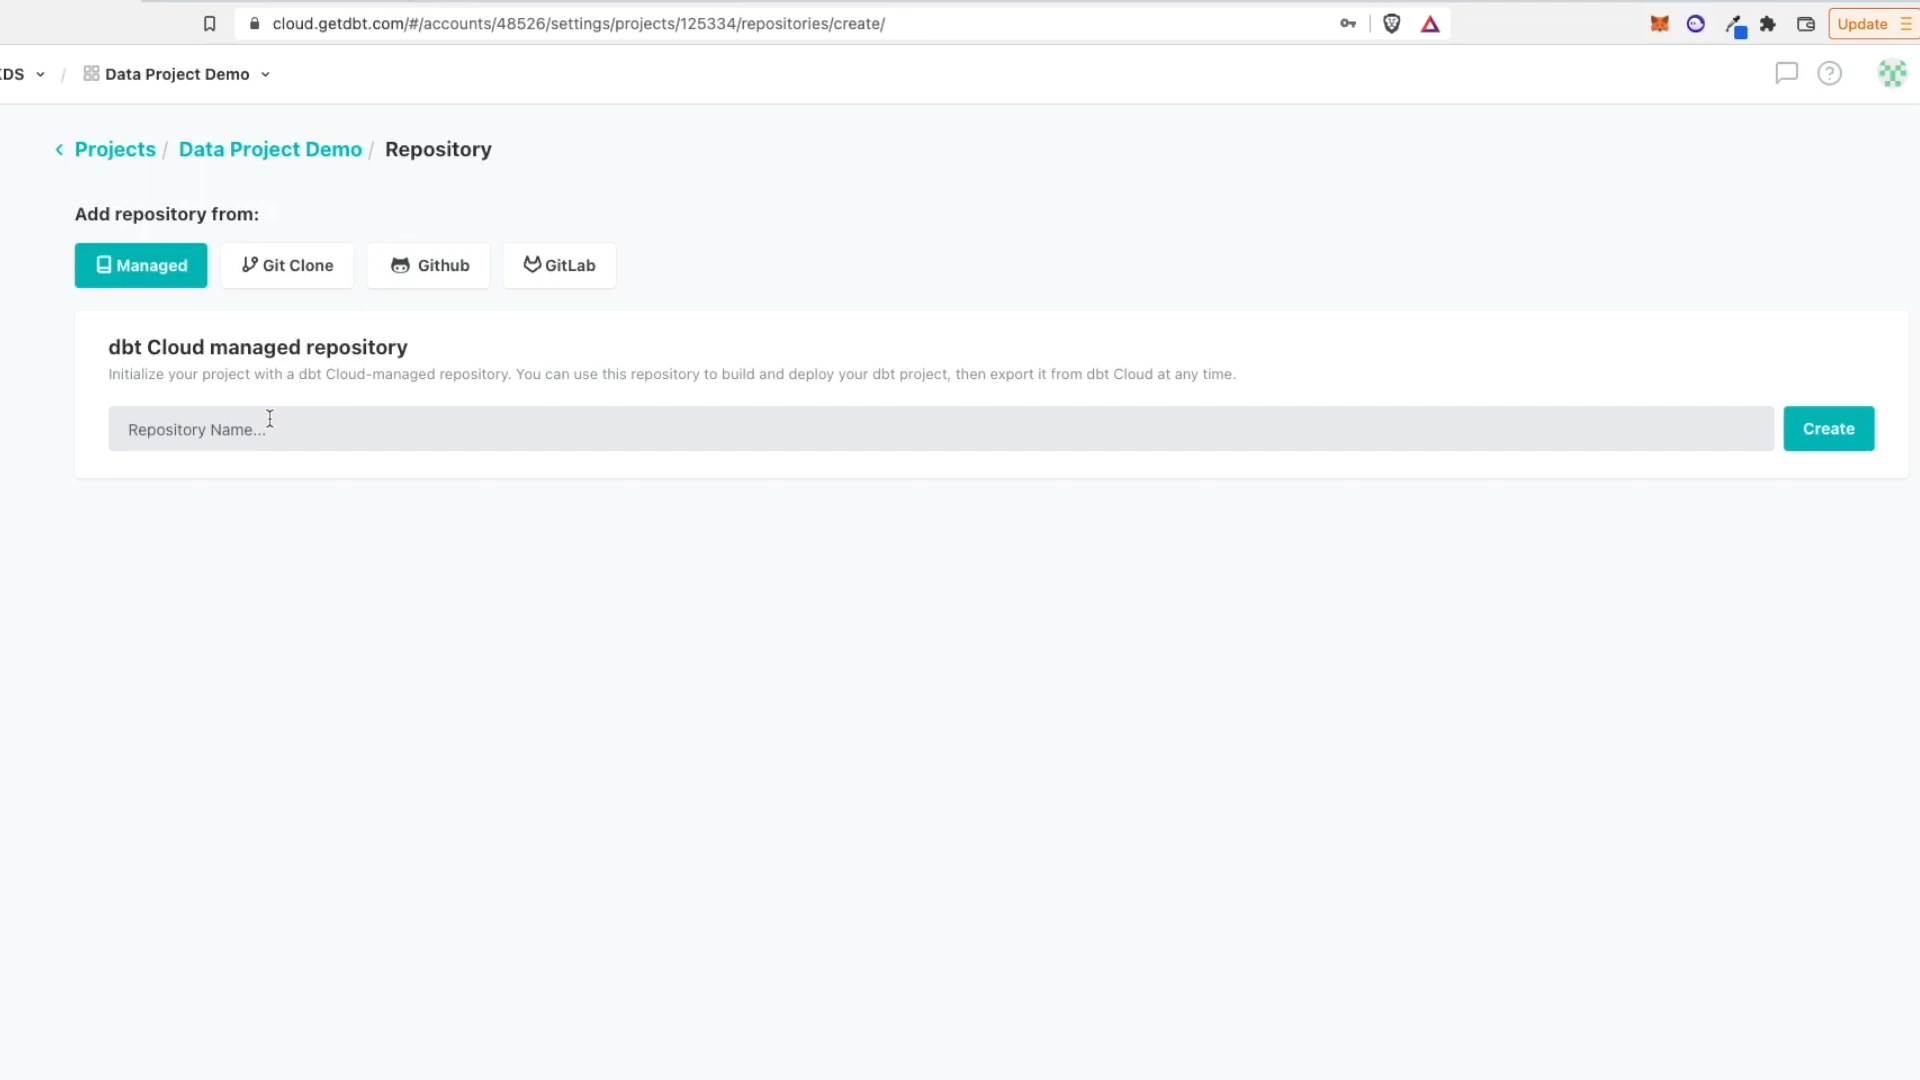 cloud.getdbt.com/#/accounts/48526/settings/projects/125334/repositories/create/
Update
DS / Data Project Demo
Projects / Data Project Demo / Repository
Add repository from:
Managed Git Clone Github GitLab
dbt Cloud managed repository
Initialize your project with a dbt Cloud-managed repository. You can use this repository to build and deploy your dbt project, then export it from dbt Cloud at any time.
Repository Name...
Create